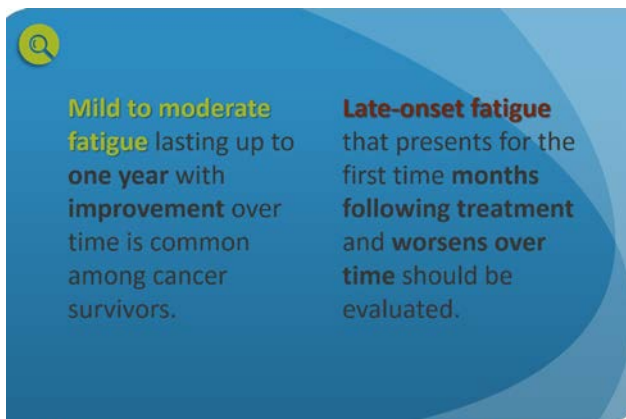 Mild to moderate
fatigue lasting up to
one year with
improvement over
time is common
among cancer
survivors.
Late-onset fatigue
that presents for the
first time months
following treatment
and worsens over
time should be
evaluated.